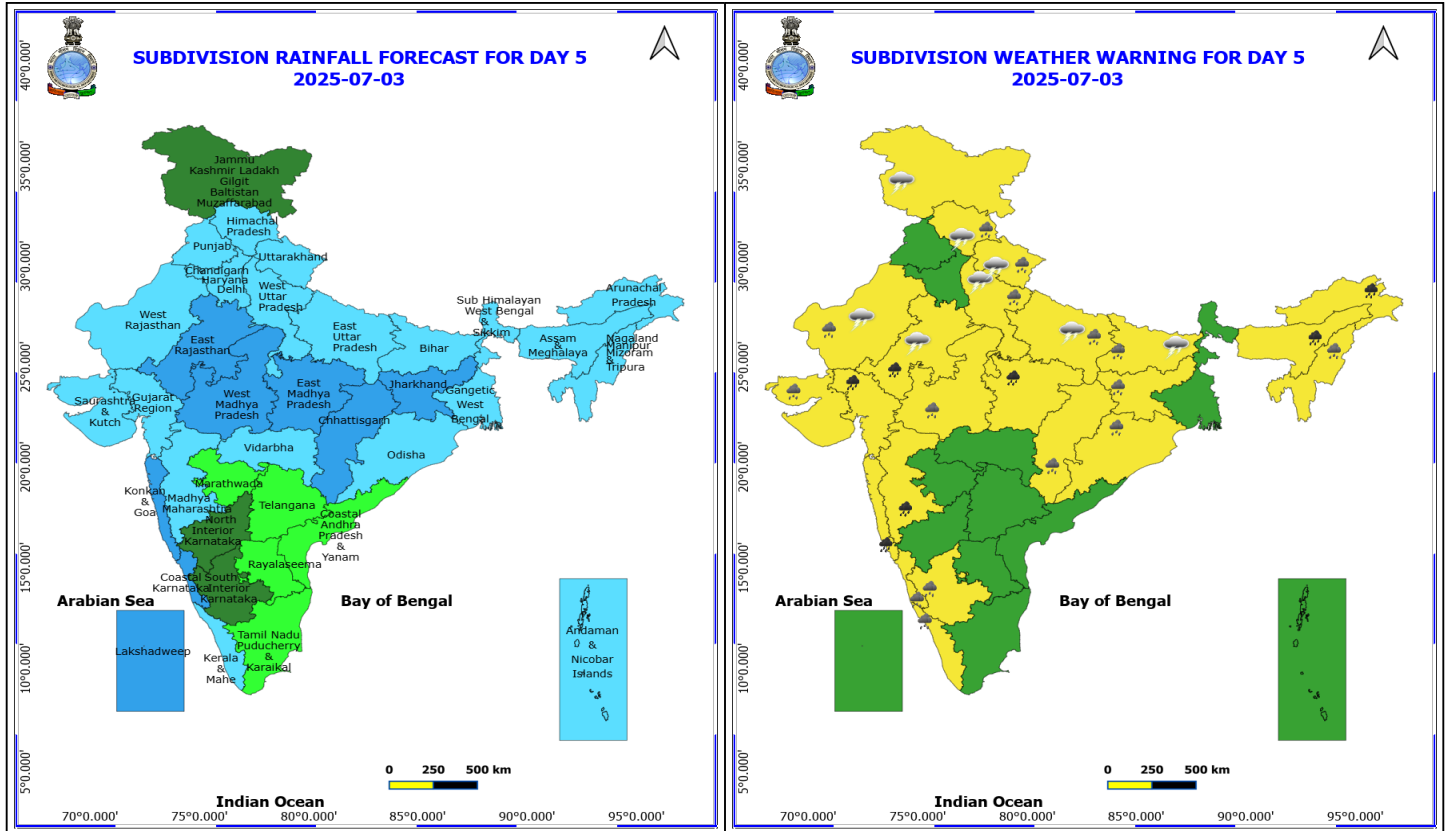 SUBDIVISION RAINFALL FORECAST FOR DAY 5
2025-07-03
40°0.000'
35°0.000'
30°0.000'
25°0.000'
20°0.000'
15°0.000'
10°0.000'
5°0.000'
Jammu
Kashmir Ladakh
Gilgit
Baltistan
Muzaffarabad
Himachal
Pradesh
Punjab
Uttarakhand
Chandigarh
Haryana
Delhi
West
Uttar
Pradesh
West
Rajasthan
East
Rajasthan
East
Uttar
Pradesh
Bihar
Sub Himalayan
West Bengal
&
Sikkim
Arunachal
Pradesh
Assam
&
Meghalaya
Nagaland
Manipur
Mizoram
&
Tripura
Saurashtra
&
Kutch
Gujarat
Region
West
Madhya
Pradesh
East
Madhya
Pradesh
Jharkhand
Gangetic
West
Bengal
Chhattisgarh
Vidarbha
Odisha
Konkan
&
Goa
Madhya
Maharashtra
Marathwada
Telangana
North
Interior
Karnataka
Coastal
Andhra
Pradesh
&
Yanam
Rayalaseema
Coastal
Karnataka
South
Interior
Karnataka
Arabian Sea
Bay of Bengal
Lakshadweep
Kerala
&
Mahe
Tamil Nadu
Puducherry
&
Karaikal
Andaman
&
Nicobar
Islands
0 250 500 km
Indian Ocean
70°0.000' 75°0.000' 80°0.000' 85°0.000' 90°0.000' 95°0.000'
SUBDIVISION WEATHER WARNING FOR DAY 5
2025-07-03
40°0.000'
35°0.000'
30°0.000'
25°0.000'
20°0.000'
15°0.000'
10°0.000'
5°0.000'
Arabian Sea
Bay of Bengal
0 250 500 km
Indian Ocean
70°0.000' 75°0.000' 80°0.000' 85°0.000' 90°0.000' 95°0.000'